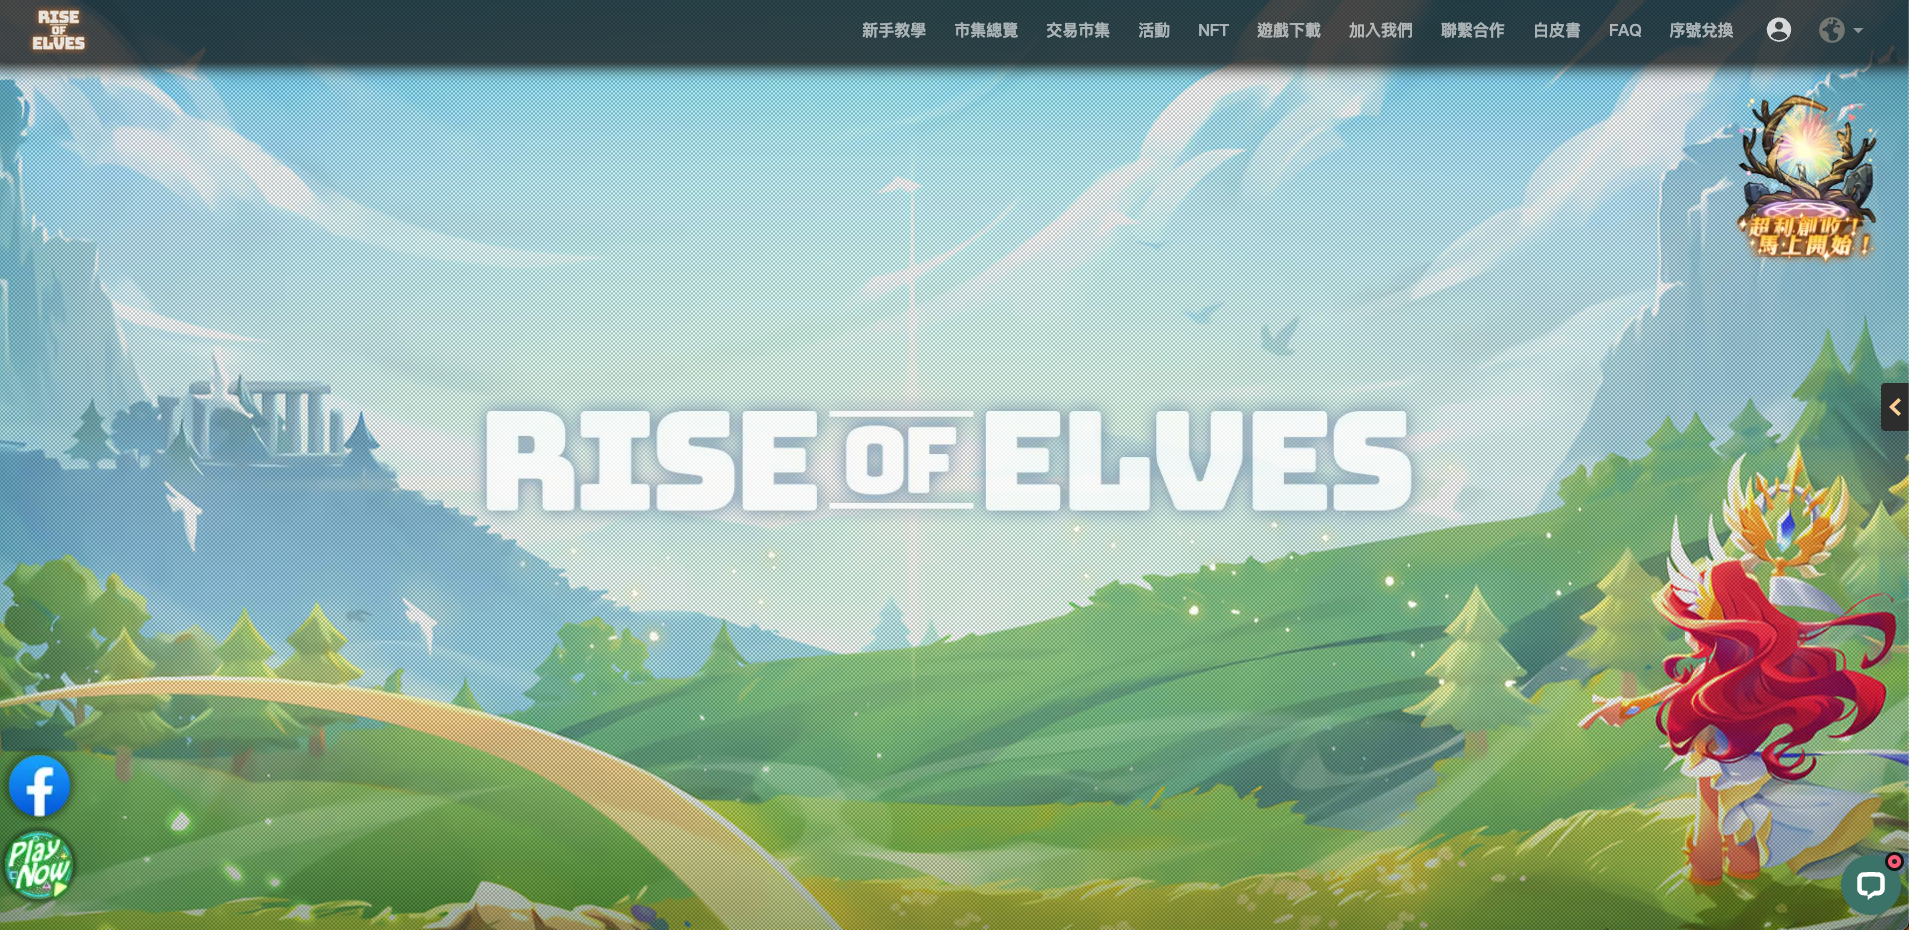 RISE
OF
ELVES
新手教學 市集總覽 交易市集 活動 NFT 遊戲下載 加入我們 聯繫合作 白皮書 FAQ 序號兌換
超利創收！
馬上開始！
RISE OF ELVES
Play
Now